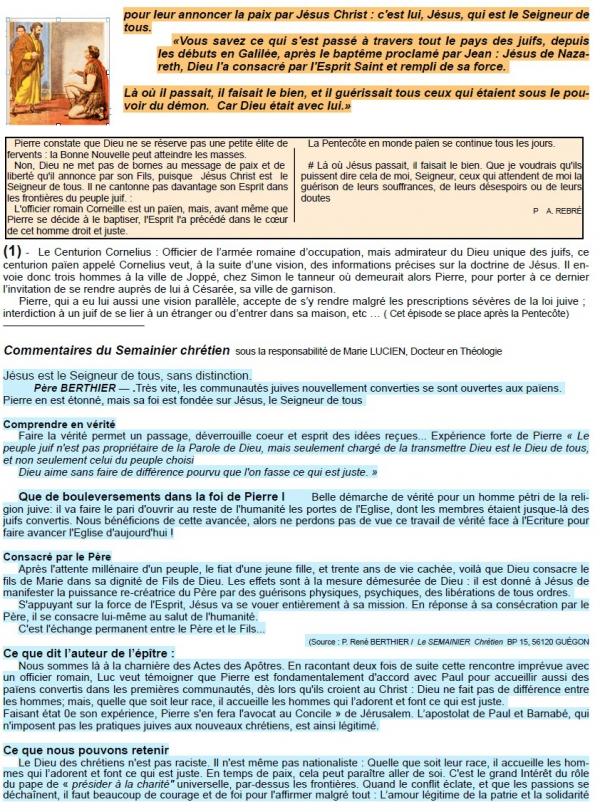 pour leur annoncer la paix par Jésus Christ : c'est lui, Jésus, qui est le Seigneur de
tous.
«Vous savez ce qui s'est passé à travers tout le pays des juifs, depuis
les débuts en Galilée, après le baptême proclamé par Jean : Jésus de Naza-
reth, Dieu l'a consacré par l'Esprit Saint et rempli de sa force.
Là où il passait, il faisait le bien, et il guérissait tous ceux qui étaient sous le pou-
voir du démon. Car Dieu était avec lui.»
Pierre constate que Dieu ne se réserve pas une petite élite de
fervents : la Bonne Nouvelle peut atteindre les masses.
Non, Dieu ne met pas de bornes au message de paix et de
liberté qu'il annonce par son Fils, puisque Jésus Christ est le
Seigneur de tous. Il ne cantonne pas davantage son Esprit dans
les frontières du peuple juif. :
L'officier romain Corneille est un païen, mais, avant même que
Pierre se décide à le baptiser, l'Esprit l'a précédé dans le cœur
de cet homme droit et juste.
La Pentecôte en monde païen se continue tous les jours.
# Là où Jésus passait, il faisait le bien. Que je voudrais qu'ils
puissent dire cela de moi, Seigneur, ceux qui attendent de moi la
guérison de leurs souffrances, de leurs désespoirs ou de leurs
doutes
P A. REBRÉ
(1) - Le Centurion Cornelius : Officier de l'armée romaine d'occupation, mais admirateur du Dieu unique des juifs, ce
centurion païen appelé Cornelius veut, à la suite d'une vision, des informations précises sur la doctrine de Jésus. Il en-
voie donc trois hommes à la ville de Joppé, chez Simon le tanneur où demeurait alors Pierre, pour porter à ce dernier
l'invitation de se rendre auprès de lui à Césarée, sa ville de garnison.
Pierre, qui a eu lui aussi une vision parallèle, accepte de s'y rendre malgré les prescriptions sévères de la loi juive ;
interdiction à un juif de se lier à un étranger ou d'entrer dans sa maison, etc … ( Cet épisode se place après la Pentecôte)
Commentaires du Semainier chrétien sous la responsabilité de Marie LUCIEN, Docteur en Théologie
Jésus est le Seigneur de tous, sans distinction.
Père BERTHIER — .Très vite, les communautés juives nouvellement converties se sont ouvertes aux païens.
Pierre en est étonné, mais sa foi est fondée sur Jésus, le Seigneur de tous
Comprendre en vérité
Faire la vérité permet un passage, déverrouille coeur et esprit des idées reçues... Expérience forte de Pierre « Le
peuple juif n'est pas propriétaire de la Parole de Dieu, mais seulement chargé de la transmettre Dieu est le Dieu de tous,
et non seulement celui du peuple choisi
Dieu aime sans faire de différence pourvu que l'on fasse ce qui est juste. »
Que de bouleversements dans la foi de Pierre I Belle démarche de vérité pour un homme pétri de la reli-
gion juive: il va faire le pari d'ouvrir au reste de l'humanité les portes de l'Eglise, dont les membres étaient jusque-là des
juifs convertis. Nous bénéficions de cette avancée, alors ne perdons pas de vue ce travail de vérité face à l'Ecriture pour
faire avancer l'Eglise d'aujourd'hui !
Consacré par le Père
Après l'attente millénaire d'un peuple, le fiat d'une jeune fille, et trente ans de vie cachée, voilà que Dieu consacre le
fils de Marie dans sa dignité de Fils de Dieu. Les effets sont à la mesure démesurée de Dieu : il est donné à Jésus de
manifester la puissance re-créatrice du Père par des guérisons physiques, psychiques, des libérations de tous ordres.
S'appuyant sur la force de l'Esprit, Jésus va se vouer entièrement à sa mission. En réponse à sa consécration par le
Père, il se consacre lui-même au salut de l'humanité.
C'est l'échange permanent entre le Père et le Fils...
(Source : P. René BERTHIER / Le SEMAINIER Chrétien BP 15, 56120 GUÉGON
Ce que dit l'auteur de l'épître :
Nous sommes là à la charnière des Actes des Apôtres. En racontant deux fois de suite cette rencontre imprévue avec
un officier romain, Luc veut témoigner que Pierre est fondamentalement d'accord avec Paul pour accueillir aussi des
païens convertis dans les premières communautés, dès lors qu'ils croient au Christ : Dieu ne fait pas de différence entre
les hommes; mais, quelle que soit leur race, il accueille les hommes qui l'adorent et font ce qui est juste.
Faisant état 0e son expérience, Pierre s'en fera l'avocat au Concile » de Jérusalem. L'apostolat de Paul et Barnabé, qui
n'imposent pas les pratiques juives aux nouveaux chrétiens, est ainsi légitimé.
Ce que nous pouvons retenir
Le Dieu des chrétiens n'est pas raciste. Il n'est même pas nationaliste : Quelle que soit leur race, il accueille les hom-
mes qui l'adorent et font ce qui est juste. En temps de paix, cela peut paraître aller de soi. C'est le grand Intérêt du rôle
du pape de « présider à la charité" universelle, par-dessus les frontières. Quand le conflit éclate, et que les passions se
déchaînent, il faut beaucoup de courage et de foi pour l'affirmer malgré tout : L'amour légitime de la patrie et la solidarité